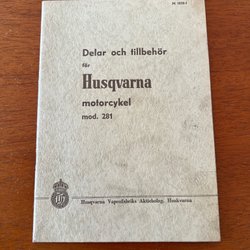 Delar och tillbehör
för
Husqvarna
motorcykel
mod. 281
Husqvarna Vapenfabriks Aktiebolag, Huskvarna